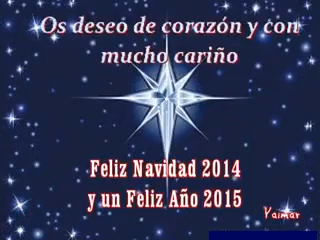 Os deseo de corazón y con
mucho cariño
Feliz Navidad 2014
y un Feliz Año 2015
Yaimar